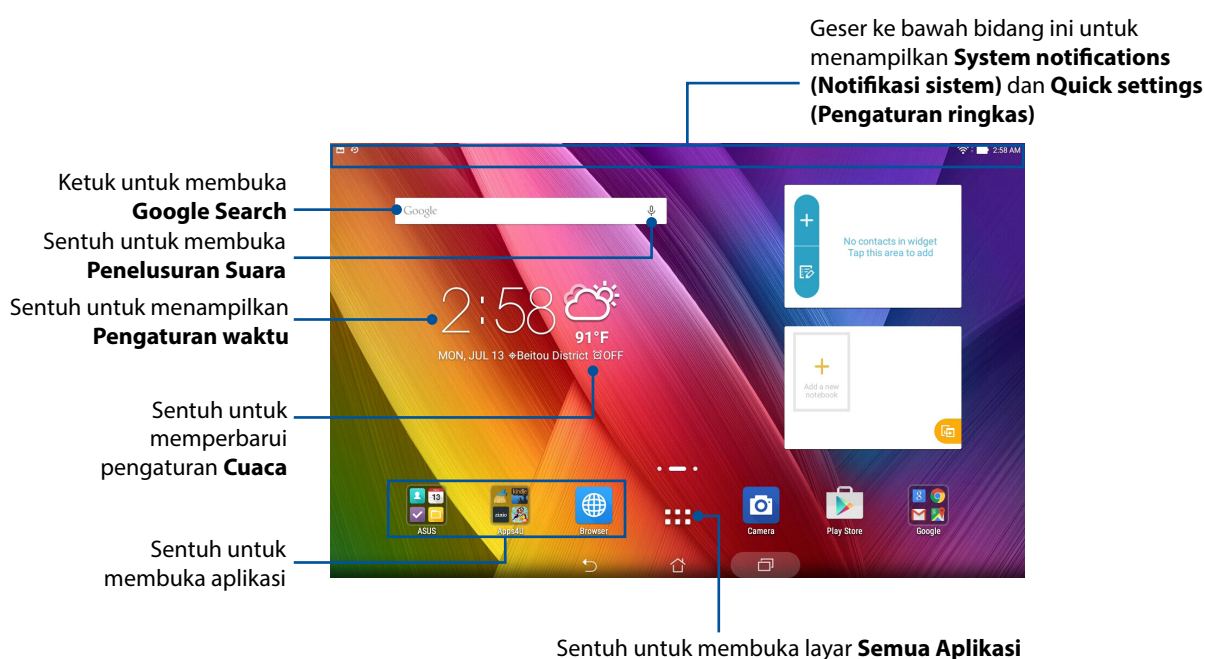 Geser ke bawah bidang ini untuk
menampilkan System notifications
(Notifikasi sistem) dan Quick settings
(Pengaturan ringkas)
2:58 AM
Ketuk untuk membuka
Google Search
Google
Sentuh untuk membuka
Penelusuran Suara
No contacts in widget
Tap this area to add
Sentuh untuk menampilkan
Pengaturan waktu
2:58
91°F
MON, JUL 13 Beitou District OFF
Add a new
notebook
Sentuh untuk
memperbarui
pengaturan Cuaca
13
kindle
zinio
8
ASUS
Apps4U
Browser
Camera
Play Store
Google
Sentuh untuk
membuka aplikasi
Sentuh untuk membuka layar Semua Aplikasi